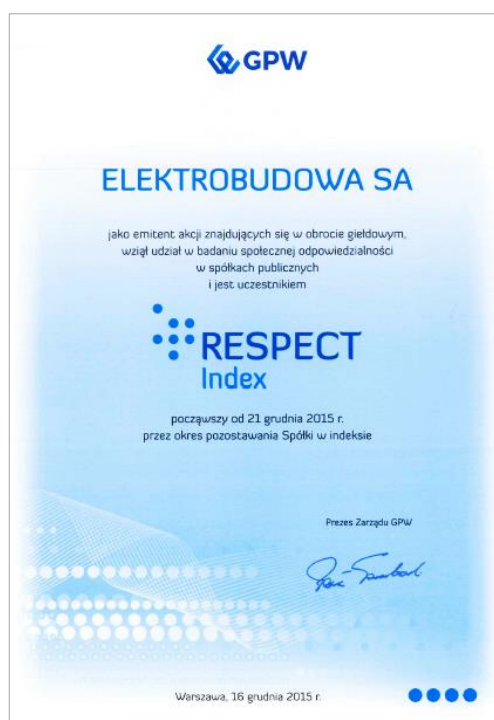 GPW
ELEKTROBUDOWA SA
jako emitent akcji znajdujących się w obrocie giełdowym,
wziął udział w badaniu społecznej odpowiedzialności
w spółkach publicznych
i jest uczestnikiem
RESPECT
Index
począwszy od 21 grudnia 2015 r.
przez okres pozostawania Spółki w indeksie
Prezes Zarządu GPW
Warszawa, 16 grudnia 2015 r.